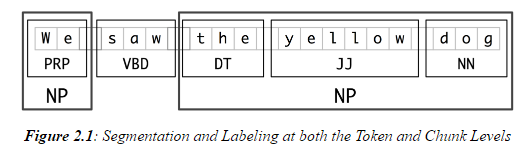 We saw the yellow dog
PRP VBD DT JJ NN
NP NP
Figure 2.1: Segmentation and Labeling at both the Token and Chunk Levels